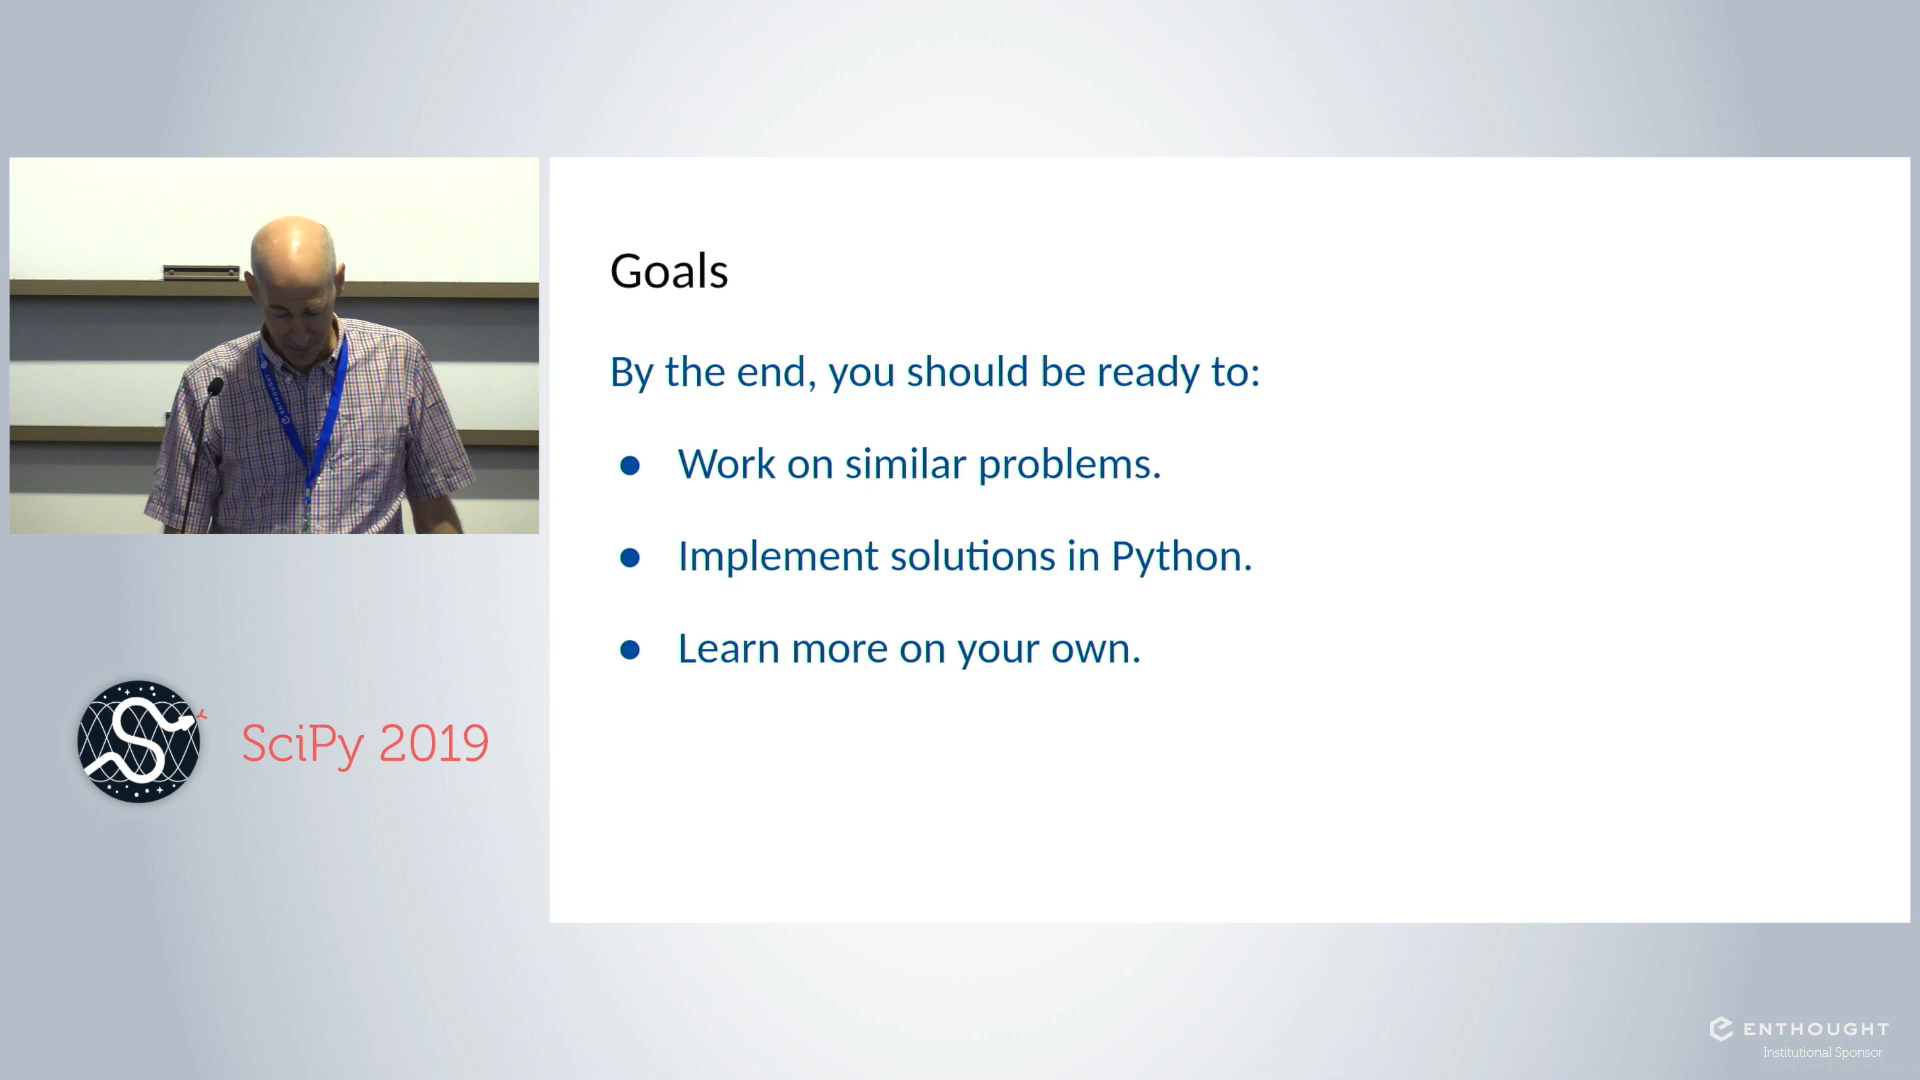 Goals
By the end, you should be ready to:
● Work on similar problems.
● Implement solutions in Python.
● Learn more on your own.
SciPy 2019
ENTHOUGHT
Institutional Sponsor